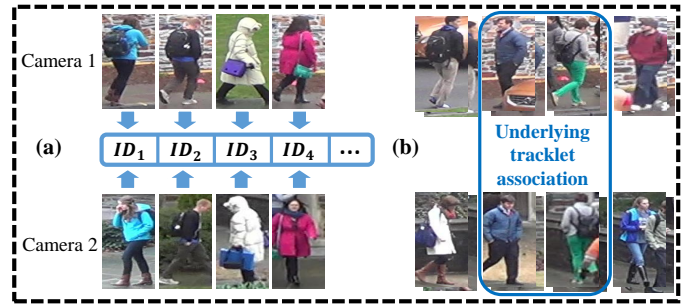 Camera 1
(a)
ID1 ID2 ID3 ID4 ...
Camera 2
(b)
Underlying
tracklet
association